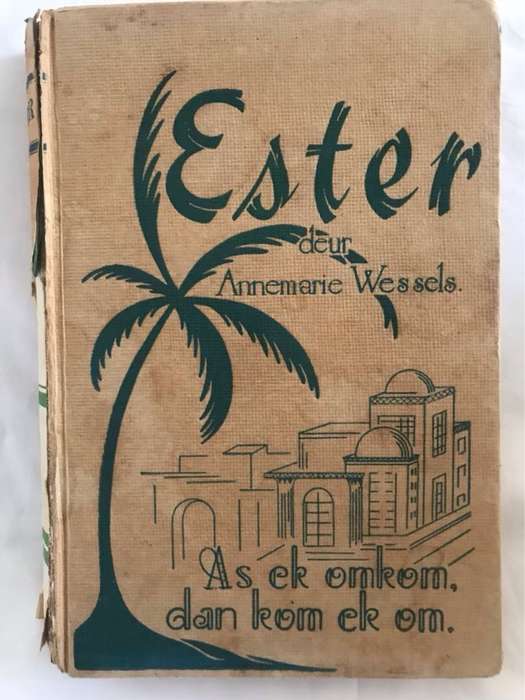 Ester
deur
Annemarie Wessels.
As ek omkom,
dan kom ek om.
R